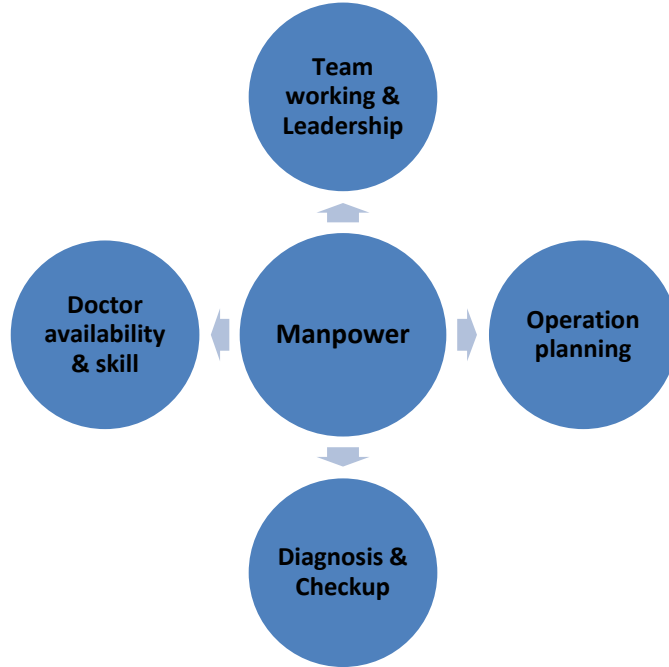 Team
working &
Leadership
Doctor
availability
& skill
Manpower
Operation
planning
Diagnosis &
Checkup